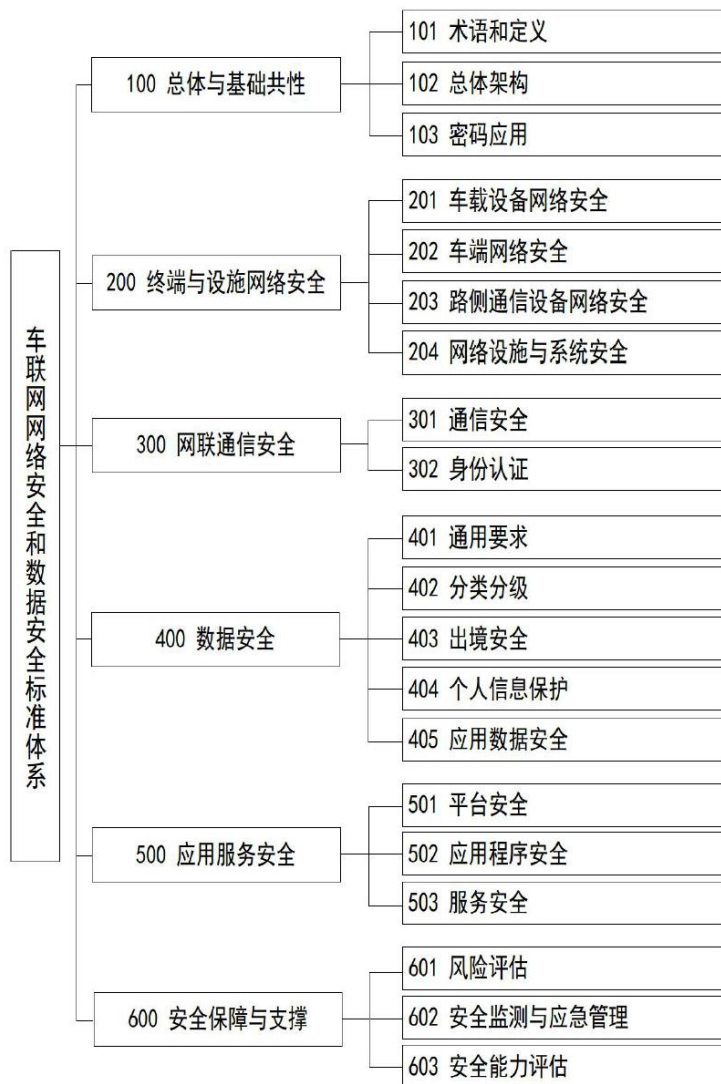 车联网网络安全和数据安全标准体系
100 总体与基础共性
101 术语和定义
102 总体架构
103 密码应用
200 终端与设施网络安全
201 车载设备网络安全
202 车端网络安全
203 路侧通信设备网络安全
204 网络设施与系统安全
300 网联通信安全
301 通信安全
302 身份认证
400 数据安全
401 通用要求
402 分类分级
403 出境安全
404 个人信息保护
405 应用数据安全
500 应用服务安全
501 平台安全
502 应用程序安全
503 服务安全
600 安全保障与支撑
601 风险评估
602 安全监测与应急管理
603 安全能力评估